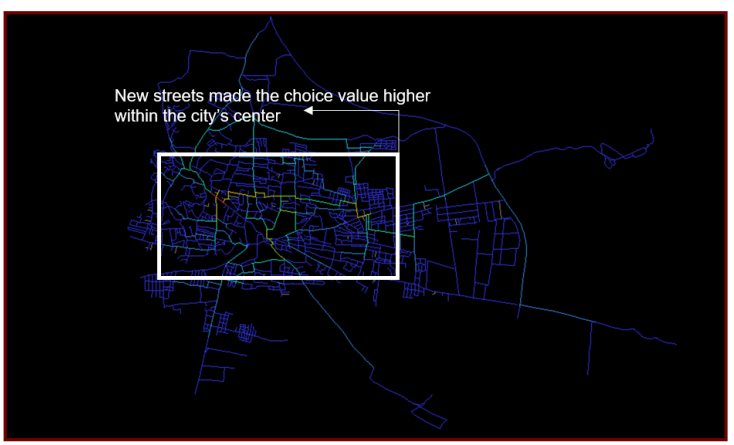 New streets made the choice value higher
within the city's center